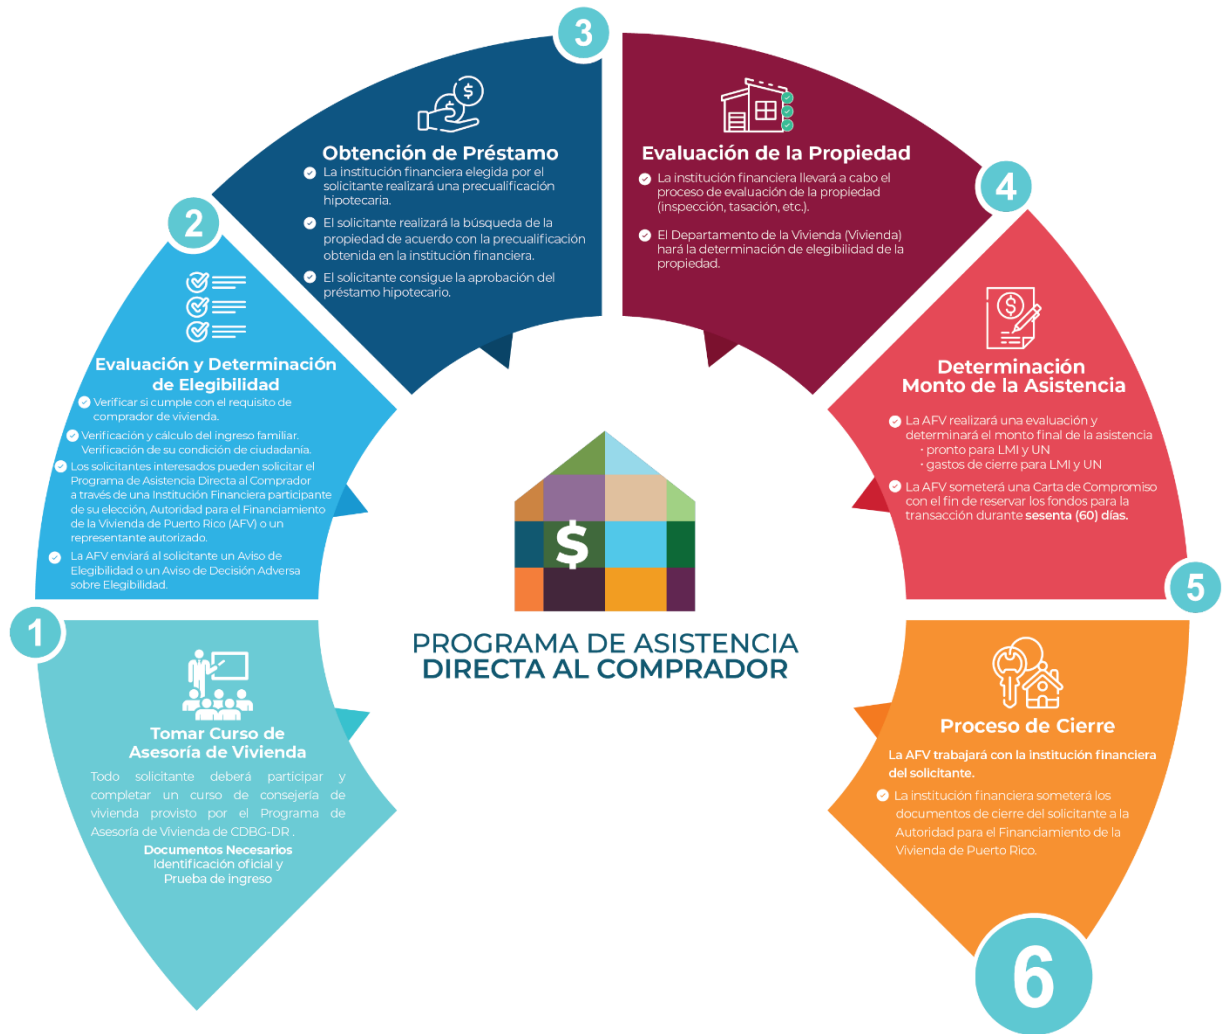 1
Tomar Curso de
Asesoría de Vivienda
Todo solicitante deberá participar y
completar un curso de consejería de
vivienda provisto por el Programa de
Asesoría de Vivienda de CDBG-DR .
Documentos Necesarios
Identificación oficial y
Prueba de ingreso
2
Evaluación y Determinación
de Elegibilidad
Verificar si cumple con el requisito de
comprador de vivienda.
Verificación y cálculo del ingreso familiar.
Verificación de su condición de ciudadanía.
Los solicitantes interesados pueden solicitar el
Programa de Asistencia Directa al Comprador
a través de una Institución Financiera participante
de su elección, Autoridad para el Financiamiento
de la Vivienda de Puerto Rico (AFV) o un
representante autorizado.
La AFV enviará al solicitante un Aviso de
Elegibilidad o un Aviso de Decisión Adversa
sobre Elegibilidad.
3
$
$
Obtención de Préstamo
La institución financiera elegida por el
solicitante realizará una precualificación
hipotecaria.
El solicitante realizará la búsqueda de la
propiedad de acuerdo con la precualificación
obtenida en la institución financiera.
El solicitante consigue la aprobación del
préstamo hipotecario.
4
Evaluación de la Propiedad
La institución financiera llevará a cabo el
proceso de evaluación de la propiedad
(inspección, tasación, etc.).
El Departamento de la Vivienda (Vivienda)
hará la determinación de elegibilidad de la
propiedad.
5
$
Determinación
Monto de la Asistencia
La AFV realizará una evaluación y
determinará el monto final de la asistencia
· pronto para LMI y UN
· gastos de cierre para LMI y UN
La AFV someterá una Carta de Compromiso
con el fin de reservar los fondos para la
transacción durante sesenta (60) días.
6
Proceso de Cierre
La AFV trabajará con la institución financiera
del solicitante.
La institución financiera someterá los
documentos de cierre del solicitante a la
Autoridad para el Financiamiento de la
Vivienda de Puerto Rico.
$
PROGRAMA DE ASISTENCIA
DIRECTA AL COMPRADOR